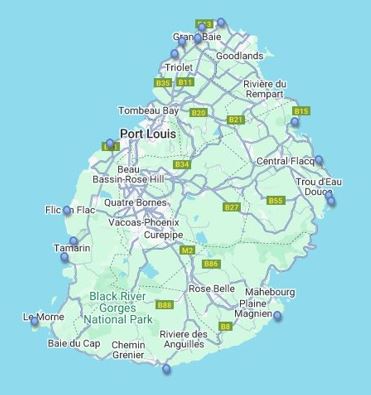 B13
Grand Baie
Goodlands
Triolet
B35
B11
Rivière du
Rempart
Tombeau Bay
B20
B15
B21
Port Louis
B34
Central Flacq
Beau
Bassin-Rose Hill
Trou d'Eau
Douce
Quatre Bornes
B55
Flic en Flac
B27
Vacoas-Phoenix
Curepipe
Tamarin
M2
B86
Black River
Gorges
National Park
Rose Belle
Mahebourg
B88
Plaine
Magnien
Le Morne
B8
Baie du Cap
Chemin
Grenier
Riviere des
Anguilles